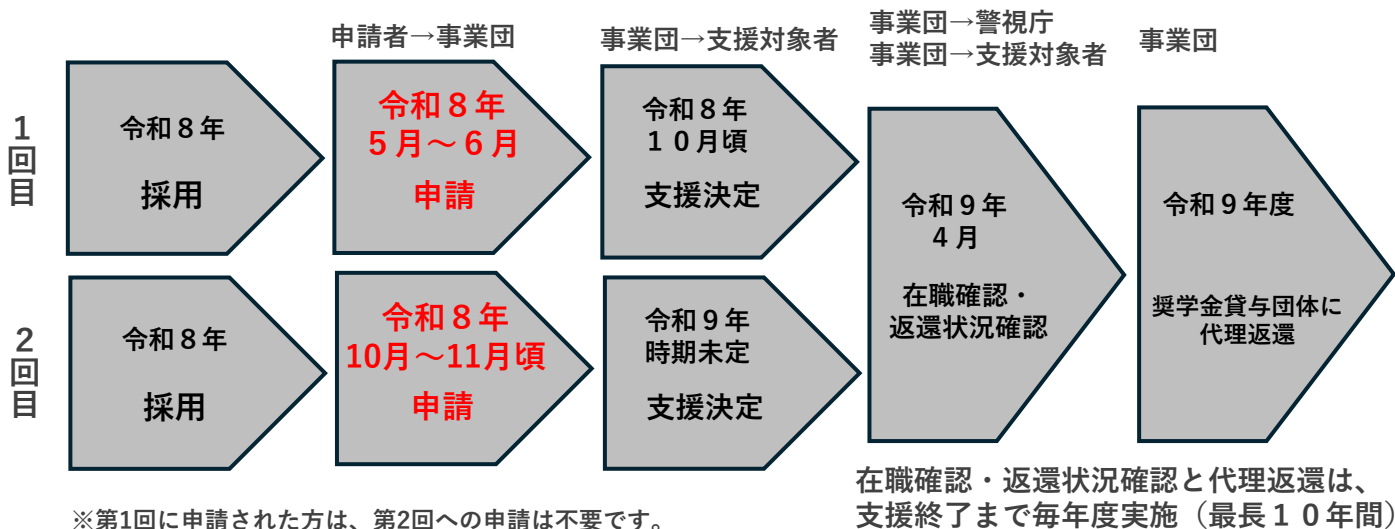 申請者→事業団
事業団→支援対象者
事業団→警視庁
事業団→支援対象者
事業団
1回目
令和８年
採用
令和８年
５月～６月
申請
令和８年
１０月頃
支援決定
2回目
令和８年
採用
令和８年
10月～11月頃
申請
令和９年
時期未定
支援決定
令和９年
４月
在職確認・
返還状況確認
令和９年度
奨学金貸与団体に
代理返還
在職確認・返還状況確認と代理返還は、
支援終了まで毎年度実施（最長１０年間）
※第1回に申請された方は、第2回への申請は不要です。